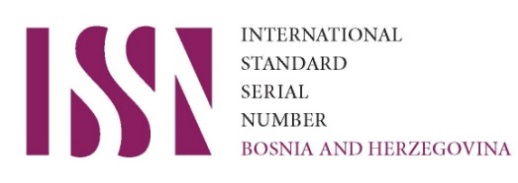 ISSN
INTERNATIONAL
STANDARD
SERIAL
NUMBER
BOSNIA AND HERZEGOVINA